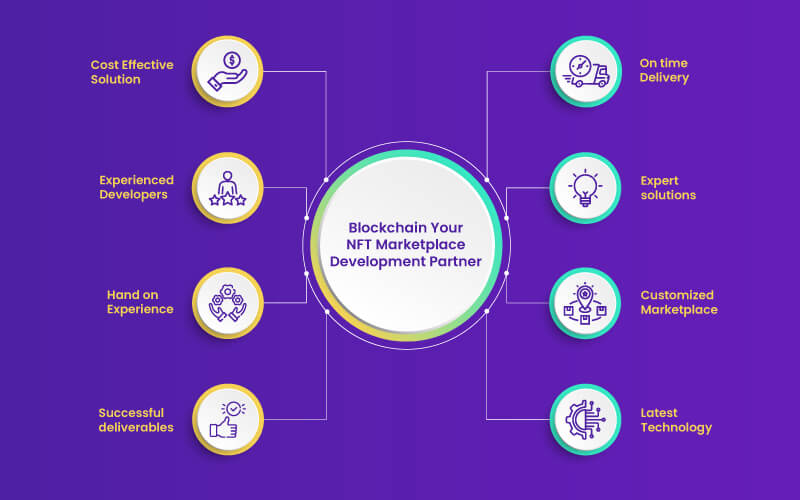 Cost Effective
Solution
Experienced
Developers
Hand on
Experience
Successful
deliverables
Blockchain Your
NFT Marketplace
Development Partner
On time
Delivery
Expert
solutions
Customized
Marketplace
Latest
Technology